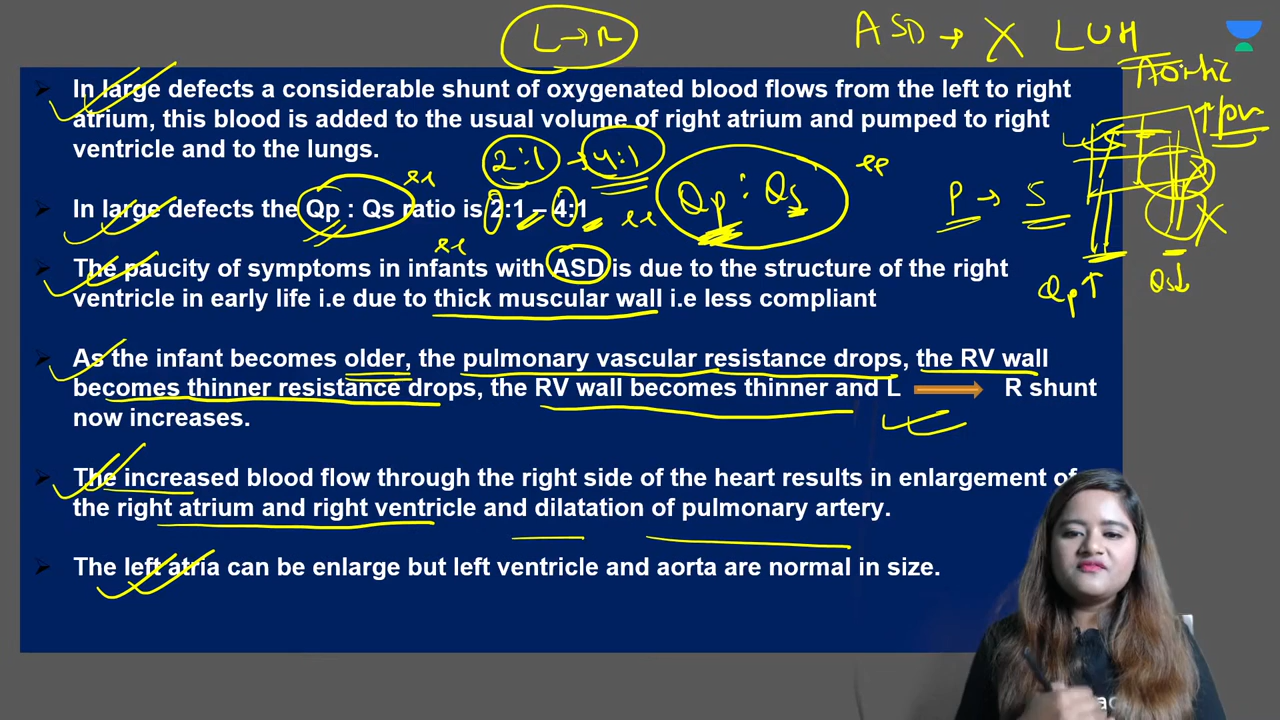 L → R
ASD → X LVH
Aorta
In large defects a considerable shunt of oxygenated blood flows from the left to right
atrium, this blood is added to the usual volume of right atrium and pumped to right
ventricle and to the lungs.
2:1 → 4:1
Qp : Qs
P → S
In large defects the Qp : Qs ratio is 2:1 – 4:1
The paucity of symptoms in infants with ASD is due to the structure of the right
ventricle in early life i.e due to thick muscular wall i.e less compliant
Qp↑
Qs↓
As the infant becomes older, the pulmonary vascular resistance drops, the RV wall
becomes thinner resistance drops, the RV wall becomes thinner and L R shunt
now increases.
The increased blood flow through the right side of the heart results in enlargement of
the right atrium and right ventricle and dilatation of pulmonary artery.
The left atria can be enlarge but left ventricle and aorta are normal in size.